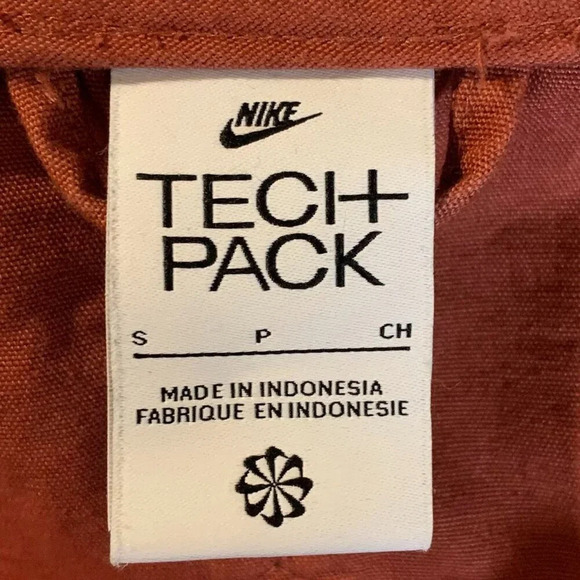 NIKE
TECH
PACK
S P CH
MADE IN INDONESIA
FABRIQUE EN INDONESIE